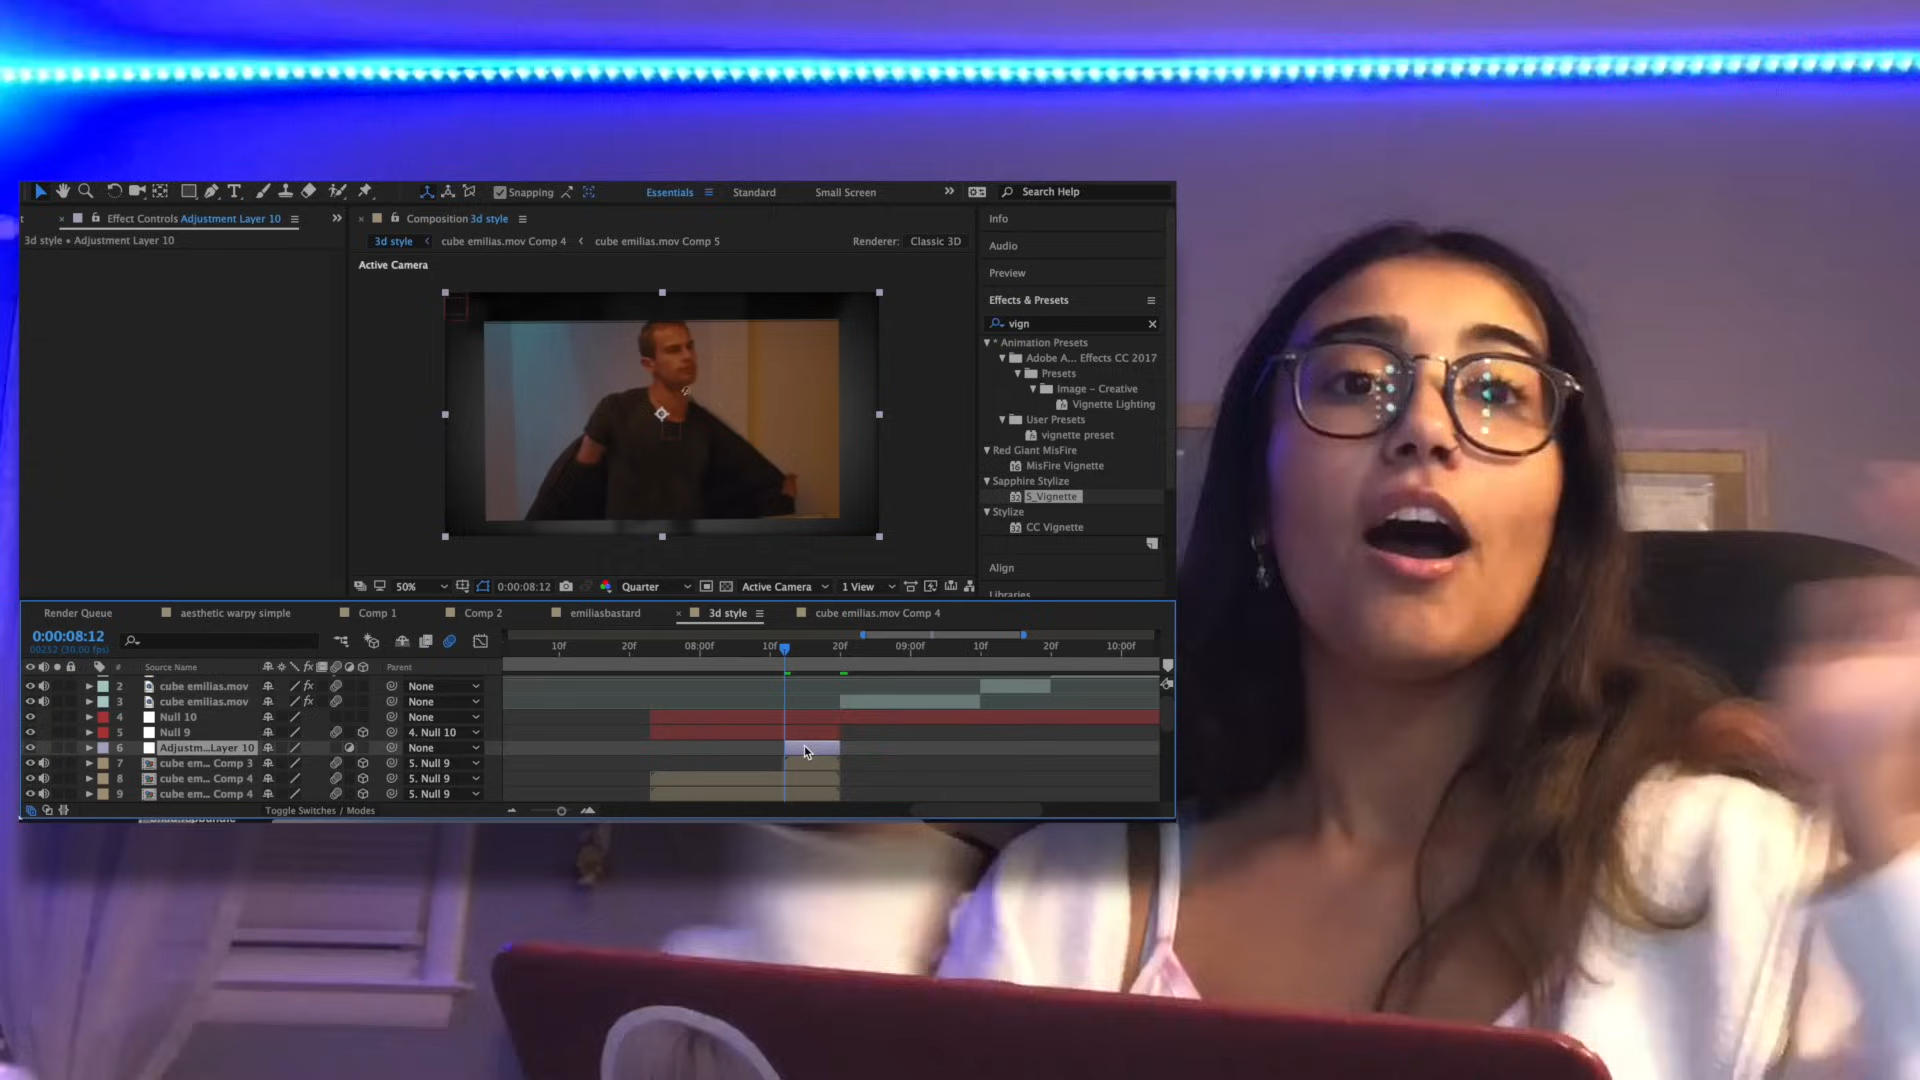 Snapping
Essentials
Standard
Small Screen
Search Help
Effect Controls Adjustment Layer 10
Composition 3d style
Info
3d style • Adjustment Layer 10
3d style
cube emilias.mov Comp 4
cube emilias.mov Comp 5
Renderer:
Classic 3D
Audio
Active Camera
Preview
Effects & Presets
vign
* Animation Presets
Adobe A... Effects CC 2017
Presets
Image – Creative
Vignette Lighting
User Presets
vignette preset
Red Giant MisFire
MisFire Vignette
Sapphire Stylize
S_Vignette
Stylize
CC Vignette
Align
Libraries
50%
0:00:08:12
Quarter
Active Camera
1 View
Render Queue
aesthetic warpy simple
Comp 1
Comp 2
emiliasbastard
3d style
cube emilias.mov Comp 4
0:00:08:12
00252 (30.00 fps)
10f
20f
08:00f
10f
20f
09:00f
10f
20f
10:00f
#
Source Name
Parent
2
cube emilias.mov
None
3
cube emilias.mov
None
4
Null 10
None
5
Null 9
4. Null 10
6
Adjustm...Layer 10
None
7
cube em... Comp 3
5. Null 9
8
cube em... Comp 4
5. Null 9
9
cube em... Comp 4
5. Null 9
Toggle Switches / Modes